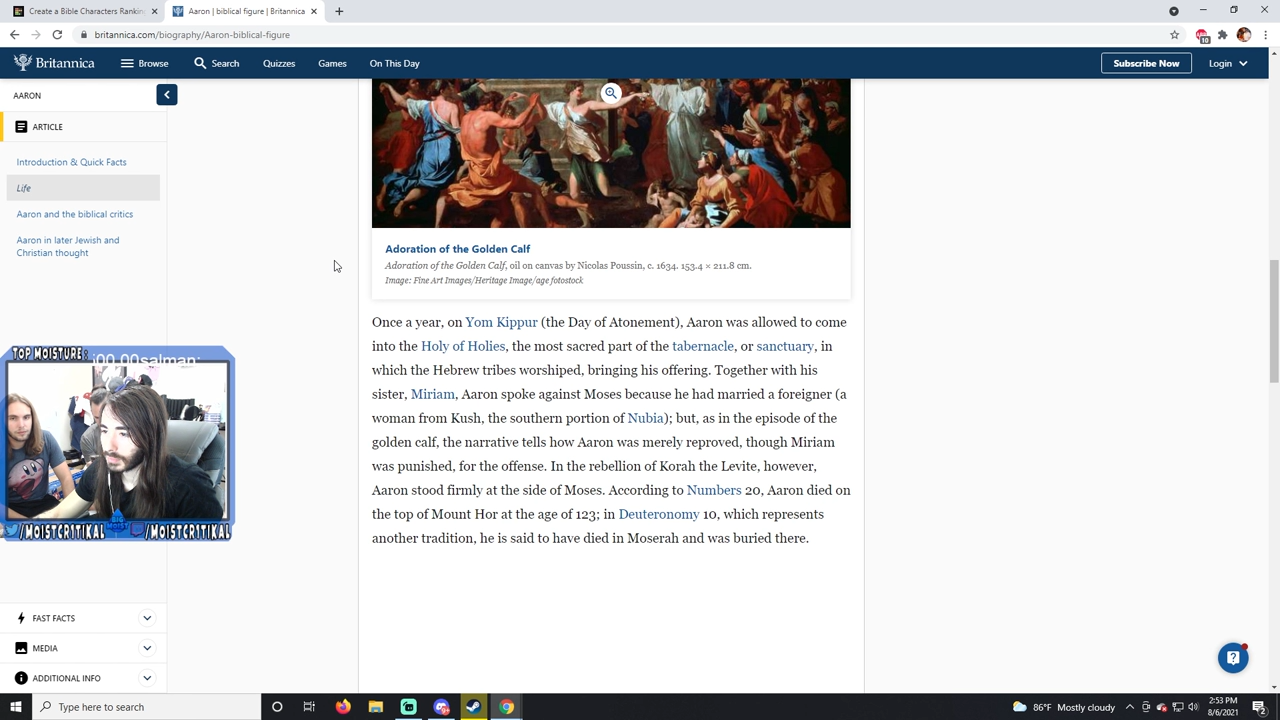 Create a Bible Characters Ranking
Aaron | biblical figure | Britannica
britannica.com/biography/Aaron-biblical-figure
10
Britannica
Browse
Search
Quizzes
Games
On This Day
Subscribe Now
Login
AARON
ARTICLE
Introduction & Quick Facts
Life
Aaron and the biblical critics
Aaron in later Jewish and
Christian thought
Adoration of the Golden Calf
Adoration of the Golden Calf, oil on canvas by Nicolas Poussin, c. 1634. 153.4 × 211.8 cm.
Image: Fine Art Images/Heritage Image/age fotostock
Once a year, on Yom Kippur (the Day of Atonement), Aaron was allowed to come
into the Holy of Holies, the most sacred part of the tabernacle, or sanctuary, in
which the Hebrew tribes worshiped, bringing his offering. Together with his
sister, Miriam, Aaron spoke against Moses because he had married a foreigner (a
woman from Kush, the southern portion of Nubia); but, as in the episode of the
golden calf, the narrative tells how Aaron was merely reproved, though Miriam
was punished, for the offense. In the rebellion of Korah the Levite, however,
Aaron stood firmly at the side of Moses. According to Numbers 20, Aaron died on
the top of Mount Hor at the age of 123; in Deuteronomy 10, which represents
another tradition, he is said to have died in Moserah and was buried there.
TOP MOISTURE:
00.00salman:
BIG MOIST
/MOISTCR1TIKAL
/MOISTCR1TIKAL
FAST FACTS
MEDIA
ADDITIONAL INFO
Type here to search
86°F Mostly cloudy
2:53 PM
8/6/2021
2